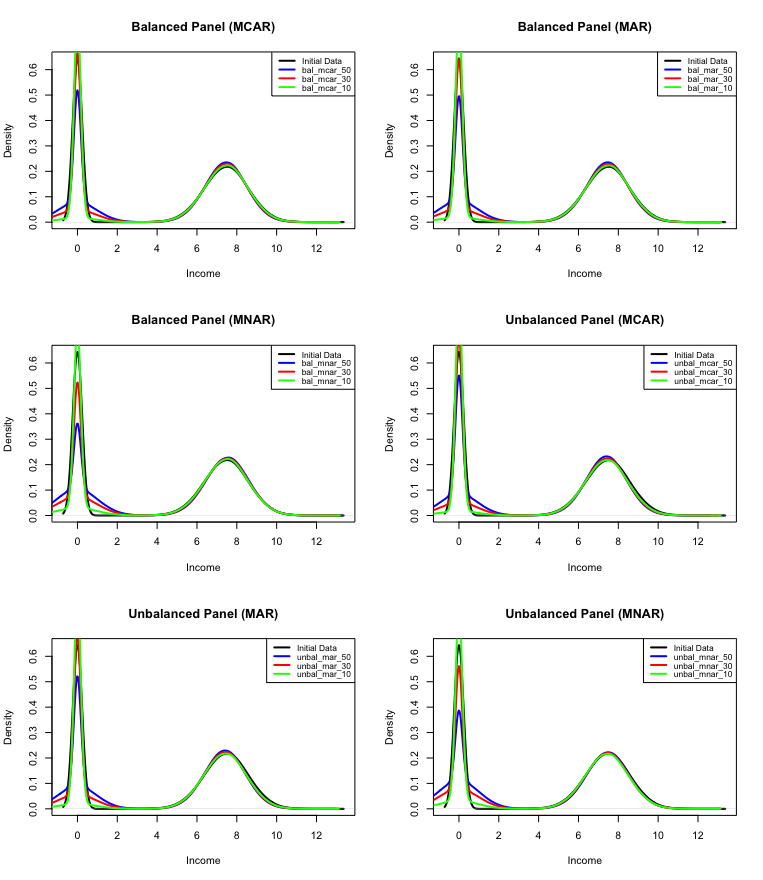 Balanced Panel (MCAR)
Density
0.0 0.1 0.2 0.3 0.4 0.5 0.6
Initial Data
bal_mcar_50
bal_mcar_30
bal_mcar_10
0 2 4 6 8 10 12
Income
Balanced Panel (MAR)
Density
0.0 0.1 0.2 0.3 0.4 0.5 0.6
Initial Data
bal_mar_50
bal_mar_30
bal_mar_10
0 2 4 6 8 10 12
Income
Balanced Panel (MNAR)
Density
0.0 0.1 0.2 0.3 0.4 0.5 0.6
Initial Data
bal_mnar_50
bal_mnar_30
bal_mnar_10
0 2 4 6 8 10 12
Income
Unbalanced Panel (MCAR)
Density
0.0 0.1 0.2 0.3 0.4 0.5 0.6
Initial Data
unbal_mcar_50
unbal_mcar_30
unbal_mcar_10
0 2 4 6 8 10 12
Income
Unbalanced Panel (MAR)
Density
0.0 0.1 0.2 0.3 0.4 0.5 0.6
Initial Data
unbal_mar_50
unbal_mar_30
unbal_mar_10
0 2 4 6 8 10 12
Income
Unbalanced Panel (MNAR)
Density
0.0 0.1 0.2 0.3 0.4 0.5 0.6
Initial Data
unbal_mnar_50
unbal_mnar_30
unbal_mnar_10
0 2 4 6 8 10 12
Income